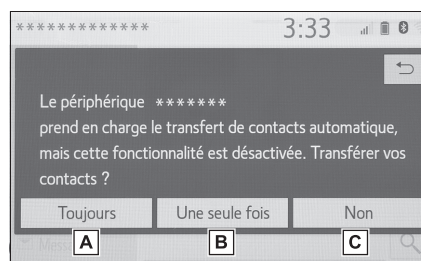 ************* 3:33
Le périphérique *******
prend en charge le transfert de contacts automatique,
mais cette fonctionnalité est désactivée. Transférer vos
contacts ?
Toujours Une seule fois Non
A B C